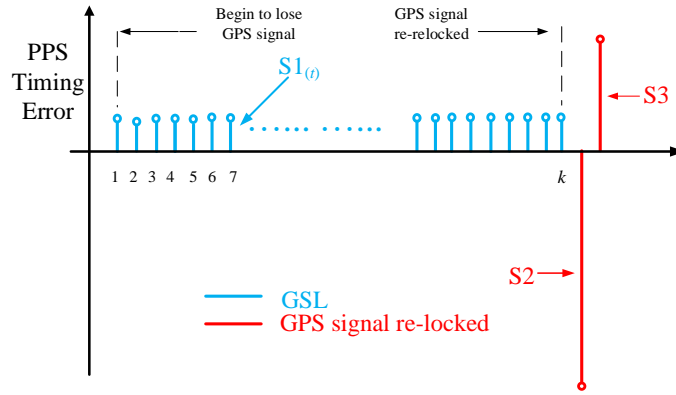 Begin to lose
GPS signal
GPS signal
re-relocked
PPS
Timing
Error
S1(t)
S3
1 2 3 4 5 6 7 k
S2
GSL
GPS signal re-locked